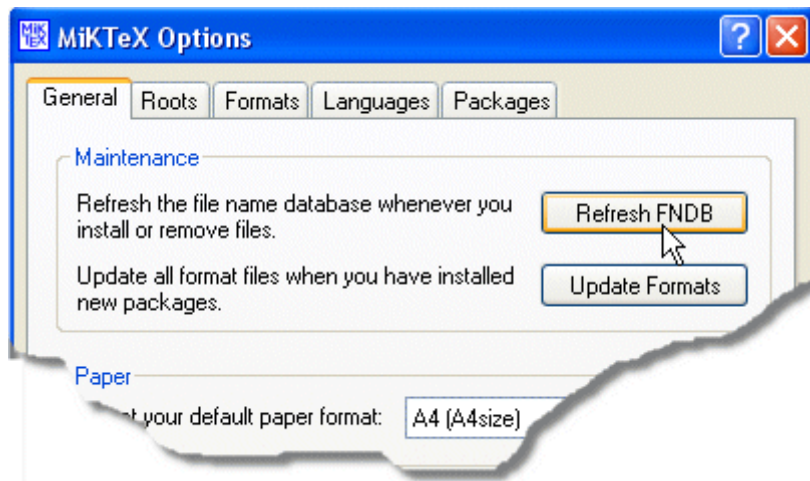 MiKTeX Options
General Roots Formats Languages Packages
Maintenance
Refresh the file name database whenever you
install or remove files.
Refresh FNDB
Update all format files when you have installed
new packages.
Update Formats
Paper
your default paper format: A4 (A4size)